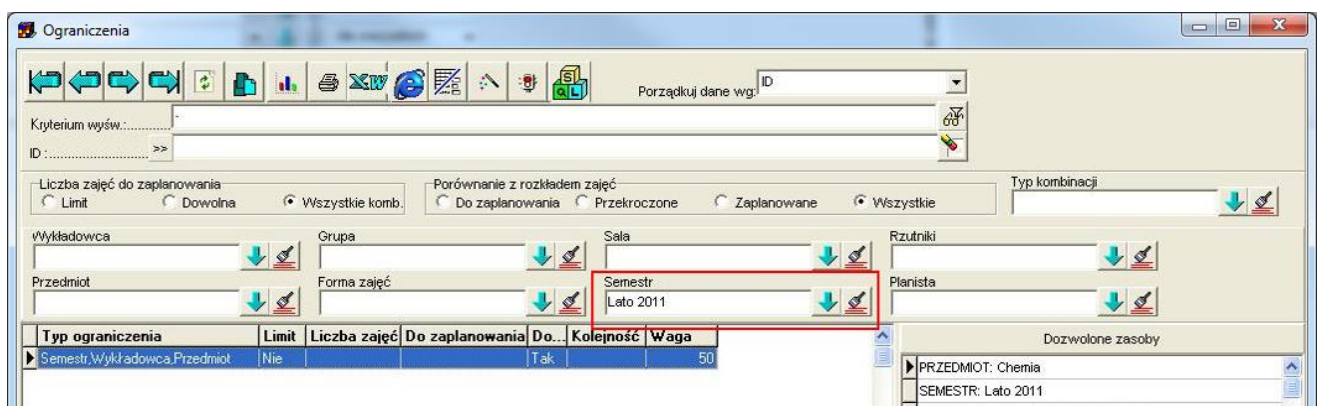 Ograniczenia
Porządkuj dane wg: ID
Kryterium wyśw.:............ -
ID :............................ >>
Liczba zajęć do zaplanowania Porównanie z rozkładem zajęć Typ kombinacji
Limit Dowolna Wszystkie komb. Do zaplanowania Przekroczone Zaplanowane Wszystkie
Wykładowca Grupa Sala Rzutniki
Przedmiot Forma zajęć Semestr Planista
Lato 2011
Typ ograniczenia Limit Liczba zajęć Do zaplanowania Do... Kolejność Waga Dozwolone zasoby
Semestr,Wykładowca,Przedmiot Nie Tak 50
PRZEDMIOT: Chemia
SEMESTR: Lato 2011